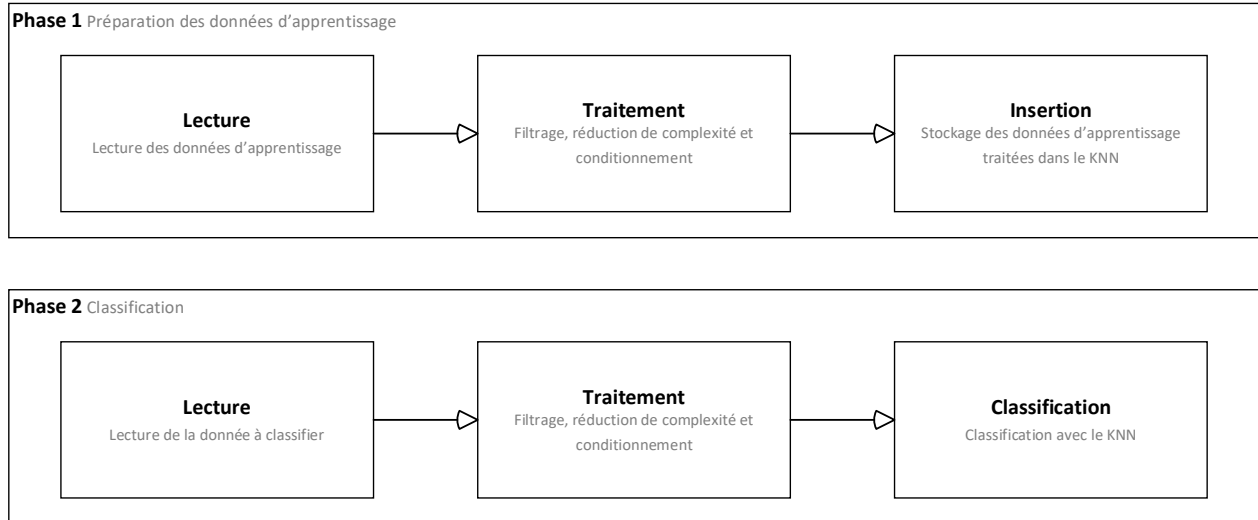 Phase 1 Préparation des données d’apprentissage
Lecture
Lecture des données d’apprentissage
Traitement
Filtrage, réduction de complexité et
conditionnement
Insertion
Stockage des données d’apprentissage
traitées dans le KNN
Phase 2 Classification
Lecture
Lecture de la donnée à classifier
Traitement
Filtrage, réduction de complexité et
conditionnement
Classification
Classification avec le KNN